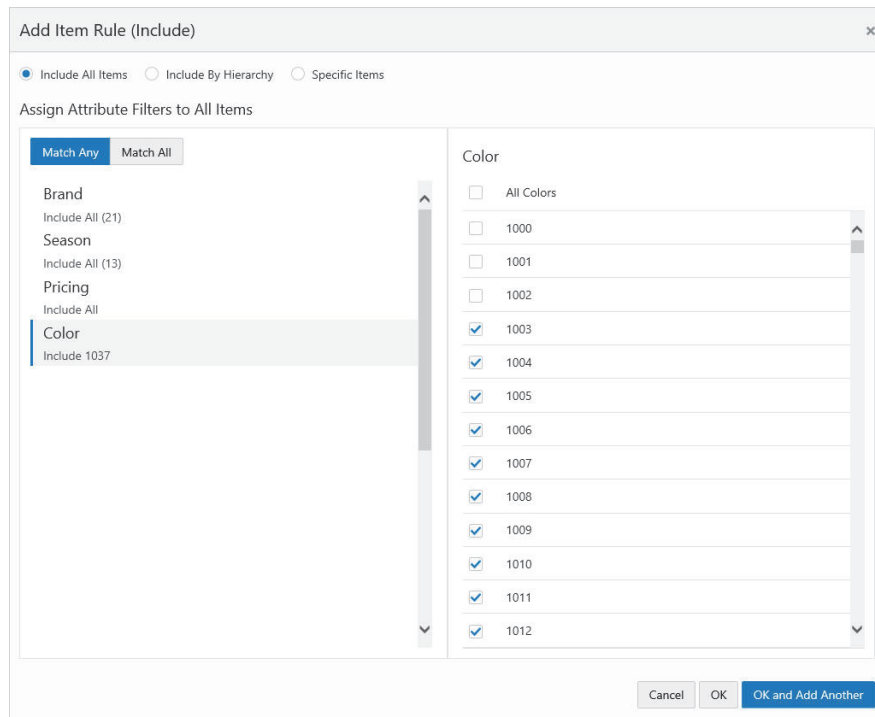 Add Item Rule (Include)
Include All Items Include By Hierarchy Specific Items
Assign Attribute Filters to All Items
Match Any Match All
Brand
Include All (21)
Season
Include All (13)
Pricing
Include All
Color
Include 1037
Color
All Colors
1000
1001
1002
1003
1004
1005
1006
1007
1008
1009
1010
1011
1012
Cancel OK OK and Add Another